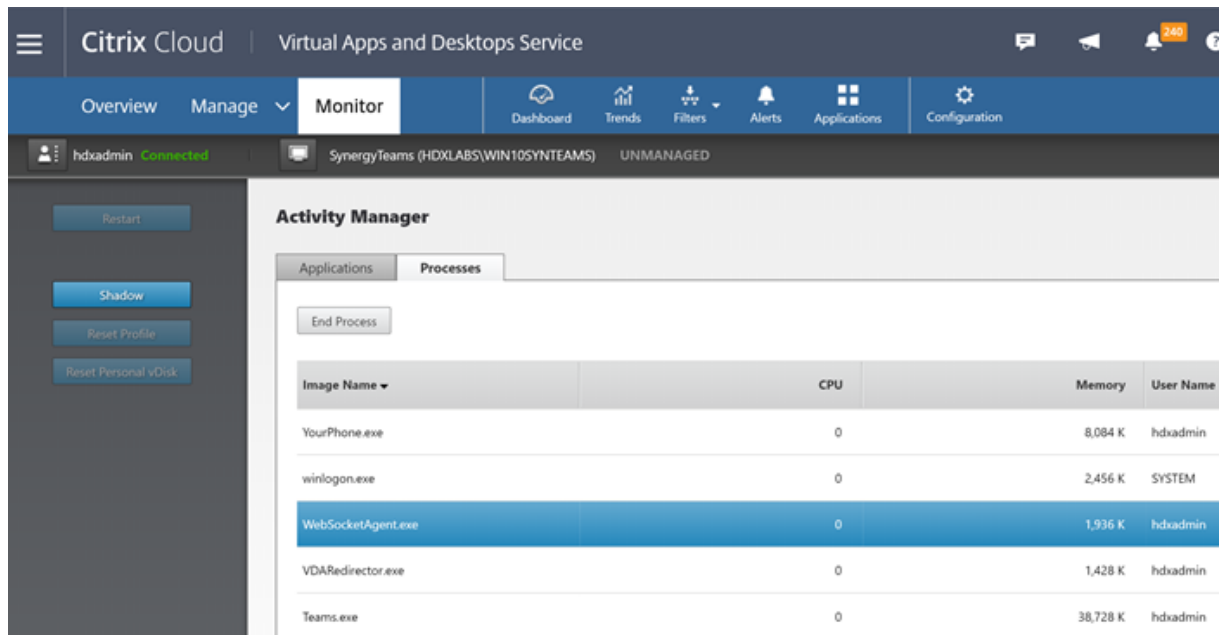 Citrix Cloud Virtual Apps and Desktops Service 240
Overview Manage Monitor Dashboard Trends Filters Alerts Applications Configuration
hdxadmin Connected SynergyTeams (HDXLABS\WIN10SYNTEAMS) UNMANAGED
Restart
Shadow
Reset Profile
Reset Personal vDisk
Activity Manager
Applications Processes
End Process
Image Name CPU Memory User Name
YourPhone.exe 0 8,084 K hdxadmin
winlogon.exe 0 2,456 K SYSTEM
WebSocketAgent.exe 0 1,936 K hdxadmin
VDARedirector.exe 0 1,428 K hdxadmin
Teams.exe 0 38,728 K hdxadmin